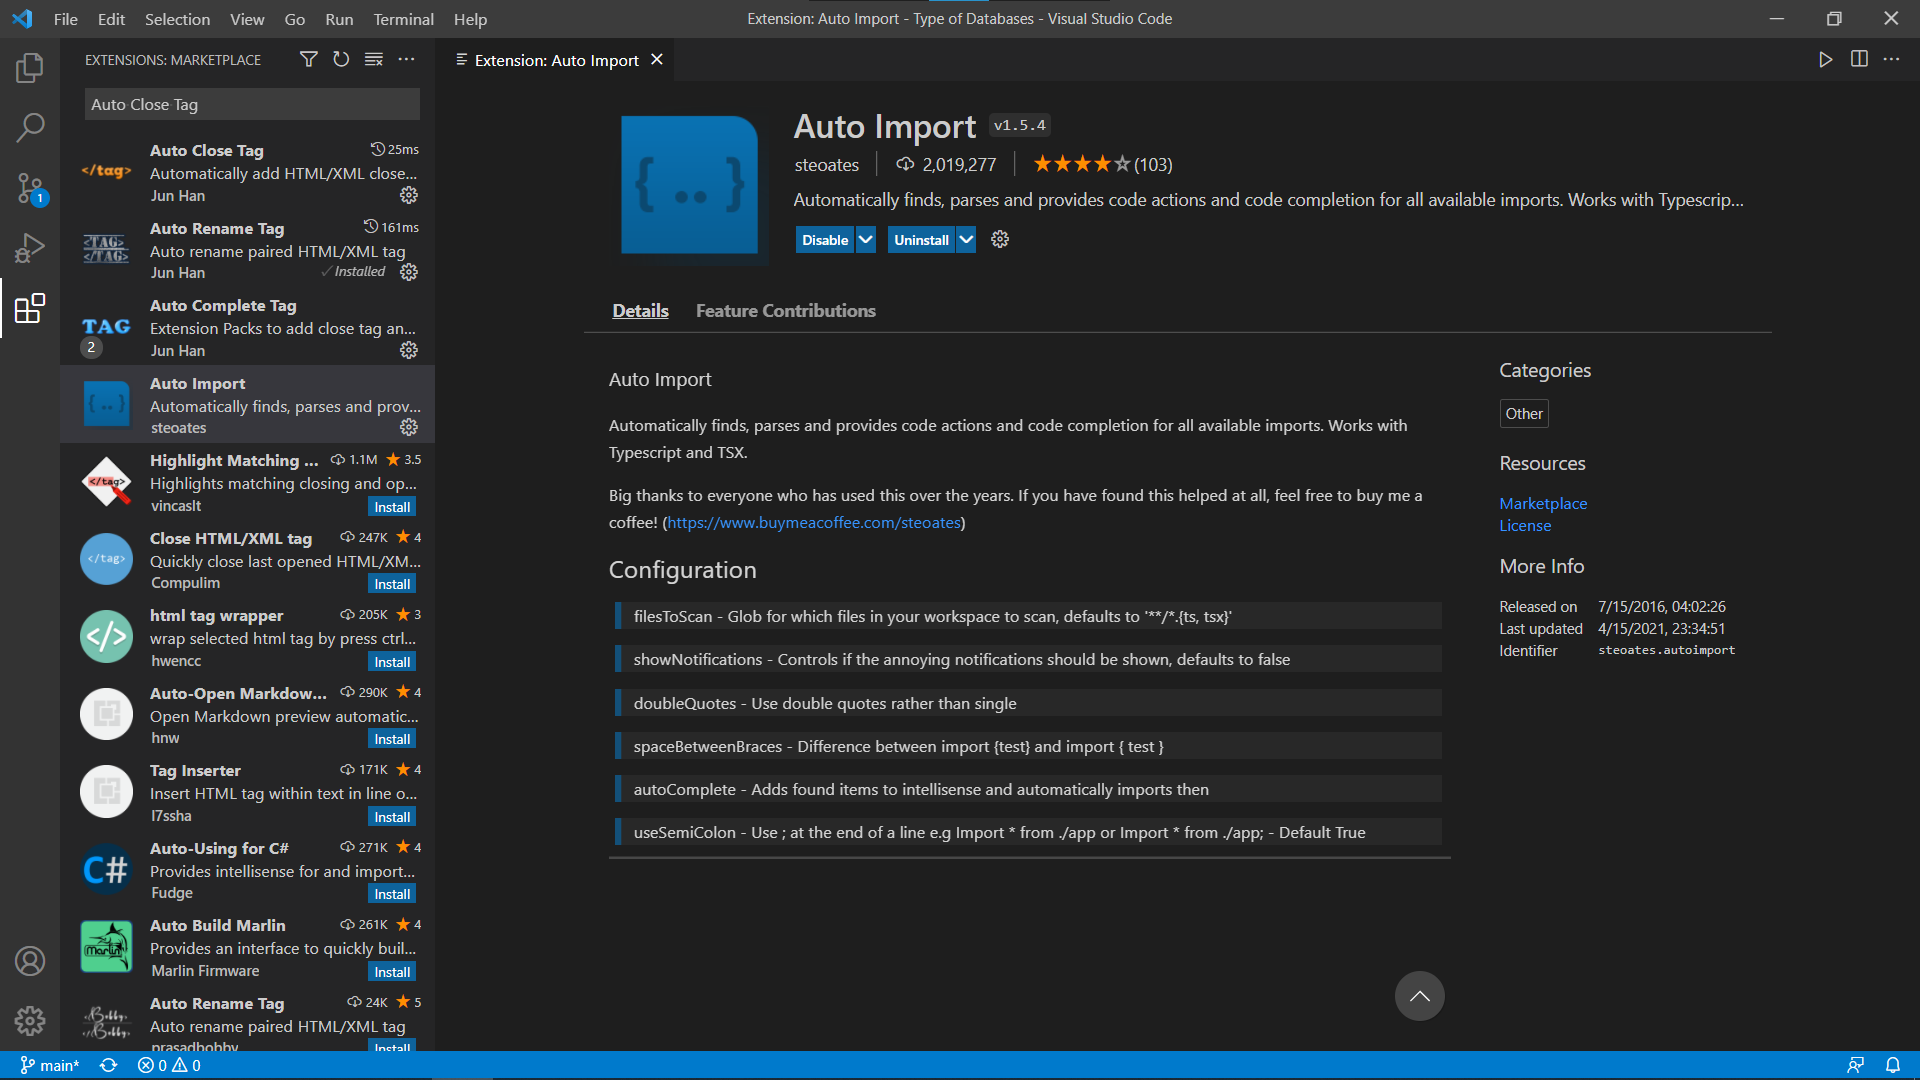 File Edit Selection View Go Run Terminal Help
Extension: Auto Import - Type of Databases - Visual Studio Code
EXTENSIONS: MARKETPLACE
Auto Close Tag
Auto Close Tag 25ms
Automatically add HTML/XML close...
Jun Han
</tag>
Auto Rename Tag 161ms
Auto rename paired HTML/XML tag
Jun Han Installed
<TAG>
</TAG>
Auto Complete Tag
Extension Packs to add close tag an...
Jun Han
TAG
2
Auto Import
Automatically finds, parses and prov...
steoates
{..}
Highlight Matching ... 1.1M 3.5
Highlights matching closing and op...
vincaslt Install
</tag>
Close HTML/XML tag 247K 4
Quickly close last opened HTML/XM...
Compulim Install
</tag>
html tag wrapper 205K 3
wrap selected html tag by press ctrl...
hwencc Install
</>
Auto-Open Markdow... 290K 4
Open Markdown preview automatic...
hnw Install
Tag Inserter 171K 4
Insert HTML tag within text in line o...
l7ssha Install
Auto-Using for C# 271K 4
Provides intellisense for and import...
Fudge Install
C#
Auto Build Marlin 261K 4
Provides an interface to quickly buil...
Marlin Firmware Install
Marlin
Auto Rename Tag 24K 5
Auto rename paired HTML/XML tag
prasadbobby Install
<Bobby>
</Bobby>
1
Extension: Auto Import
{..}
Auto Import v1.5.4
steoates 2,019,277 (103)
Automatically finds, parses and provides code actions and code completion for all available imports. Works with Typescrip...
Disable Uninstall
Details Feature Contributions
Auto Import
Automatically finds, parses and provides code actions and code completion for all available imports. Works with
Typescript and TSX.
Big thanks to everyone who has used this over the years. If you have found this helped at all, feel free to buy me a
coffee! (https://www.buymeacoffee.com/steoates)
Configuration
filesToScan - Glob for which files in your workspace to scan, defaults to '**/*.{ts, tsx}'
showNotifications - Controls if the annoying notifications should be shown, defaults to false
doubleQuotes - Use double quotes rather than single
spaceBetweenBraces - Difference between import {test} and import { test }
autoComplete - Adds found items to intellisense and automatically imports then
useSemiColon - Use ; at the end of a line e.g Import * from ./app or Import * from ./app; - Default True
Categories
Other
Resources
Marketplace
License
More Info
Released on 7/15/2016, 04:02:26
Last updated 4/15/2021, 23:34:51
Identifier steoates.autoimport
main* 0 0